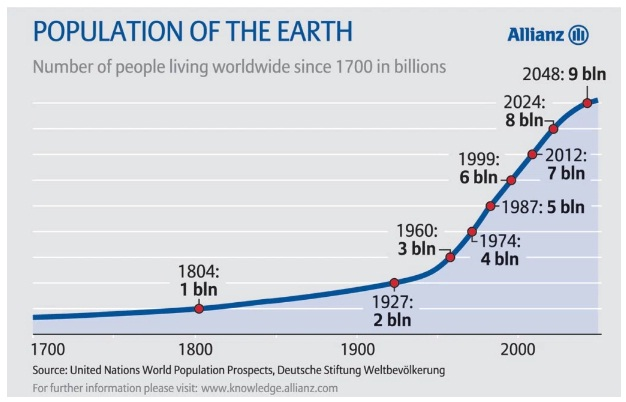 POPULATION OF THE EARTH
Allianz
Number of people living worldwide since 1700 in billions
2048: 9 bln
2024:
8 bln
2012:
7 bln
1999:
6 bln
1987: 5 bln
1974:
4 bln
1960:
3 bln
1927:
2 bln
1804:
1 bln
1700
1800
1900
2000
Source: United Nations World Population Prospects, Deutsche Stiftung Weltbevölkerung
For further information please visit: www.knowledge.allianz.com